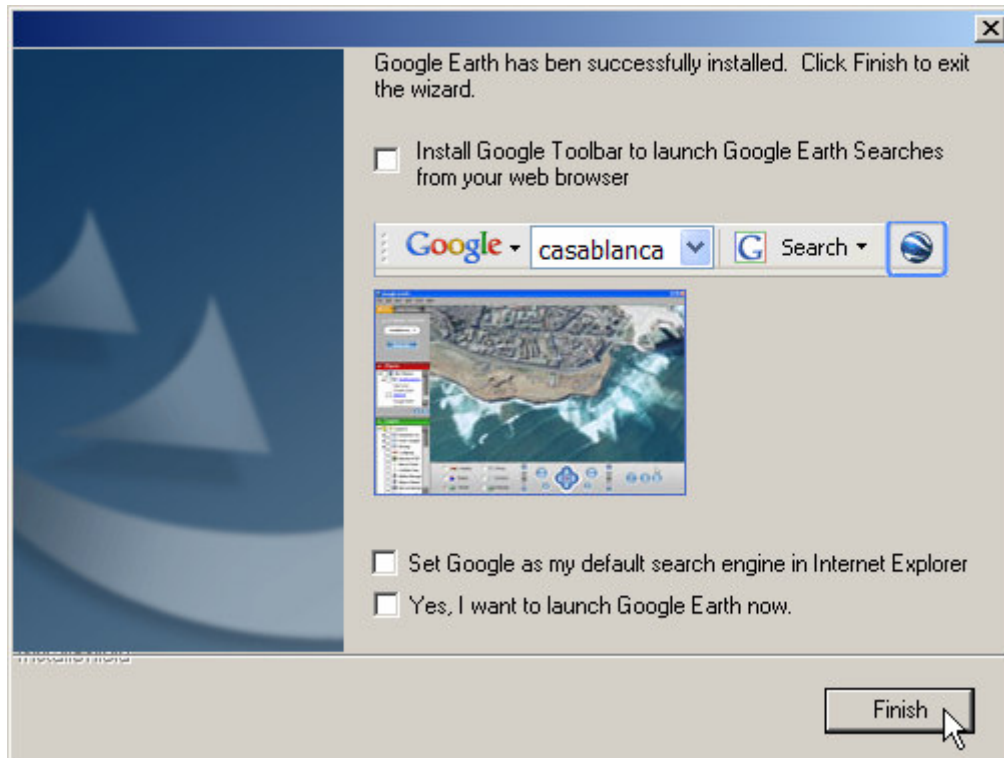 Google Earth has ben successfully installed. Click Finish to exit
the wizard.
Install Google Toolbar to launch Google Earth Searches
from your web browser
Google casablanca G Search
Set Google as my default search engine in Internet Explorer
Yes, I want to launch Google Earth now.
InstallShield
Finish